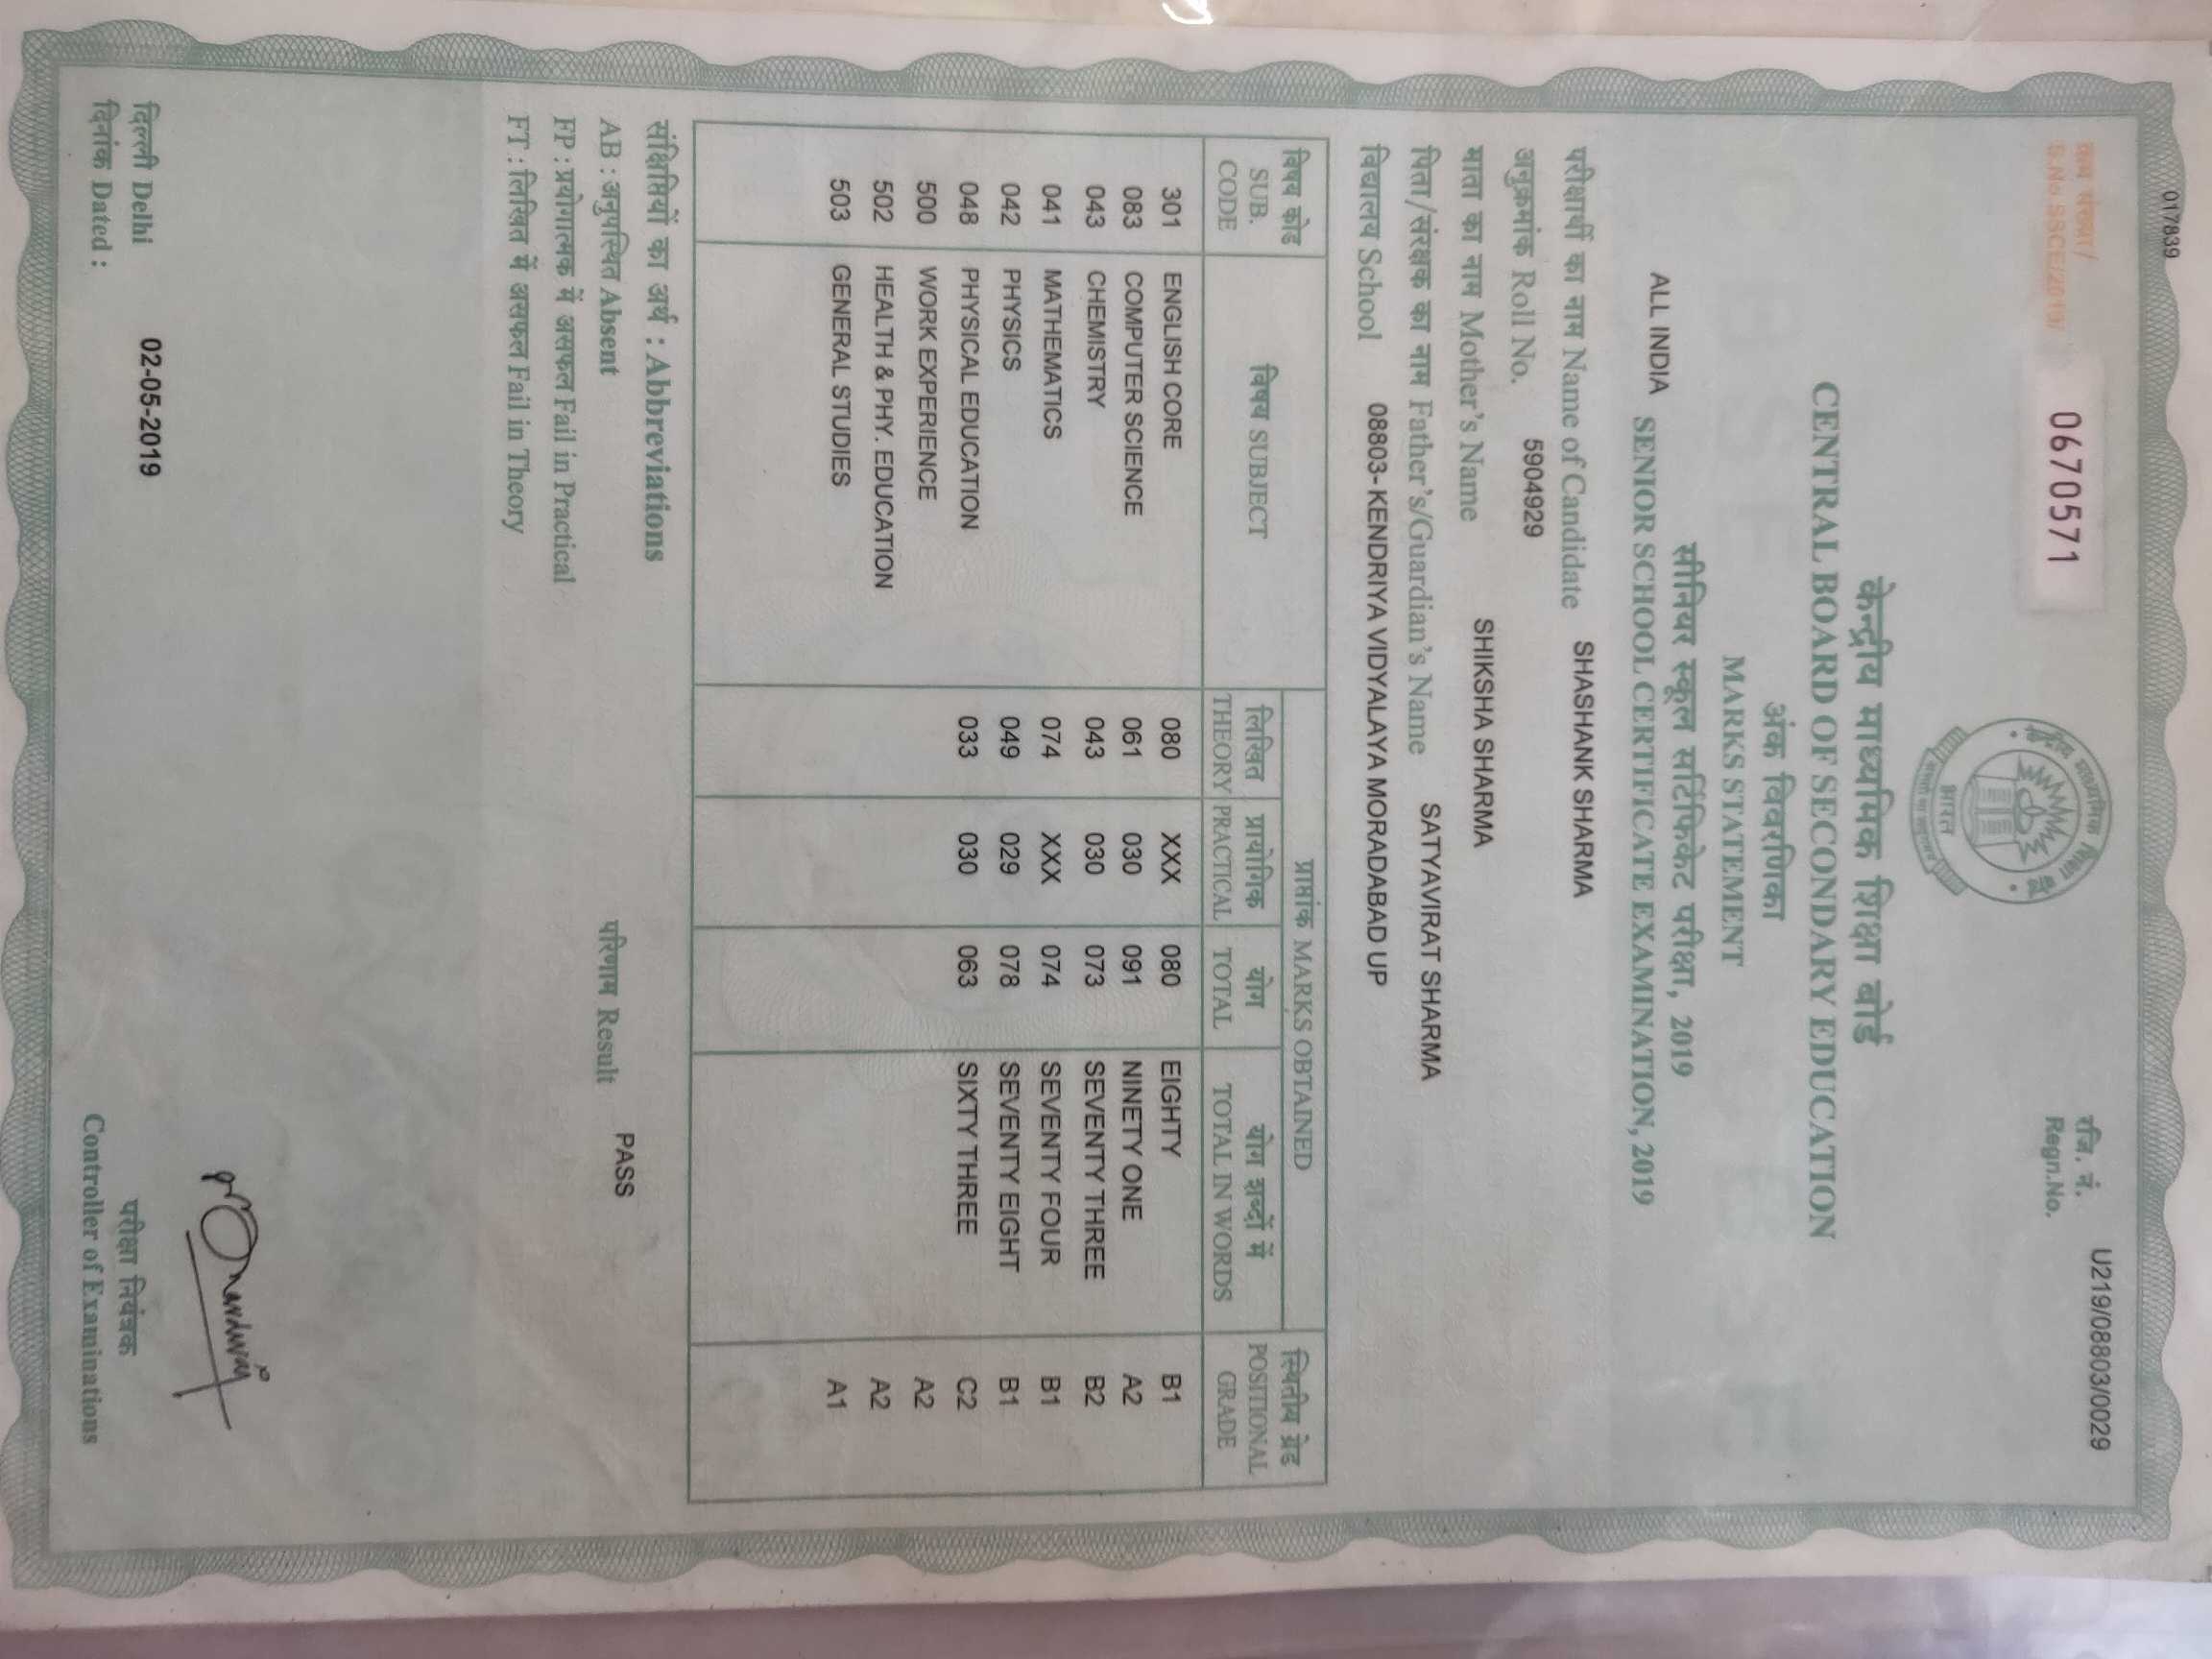 017839
क्रम संख्या/
S.No.SSCE/2019/ 0670571
रजि. नं.
Regn.No. U219/08803/0029
भारत
केन्द्रीय माध्यमिक शिक्षा बोर्ड
CENTRAL BOARD OF SECONDARY EDUCATION
अंक विवरणिका
MARKS STATEMENT
सीनियर स्कूल सर्टिफिकेट परीक्षा, 2019
ALL INDIA SENIOR SCHOOL CERTIFICATE EXAMINATION, 2019
परीक्षार्थी का नाम Name of Candidate SHASHANK SHARMA
अनुक्रमांक Roll No. 5904929
माता का नाम Mother's Name SHIKSHA SHARMA
पिता/संरक्षक का नाम Father's/Guardian's Name SATYAVIRAT SHARMA
विद्यालय School 08803-KENDRIYA VIDYALAYA MORADABAD UP
विषय कोड SUB. CODE विषय SUBJECT प्राप्तांक MARKS OBTAINED स्थितीय ग्रेड POSITIONAL GRADE
लिखित THEORY प्रायोगिक PRACTICAL योग TOTAL योग शब्दों में TOTAL IN WORDS
301 ENGLISH CORE 080 XXX 080 EIGHTY B1
083 COMPUTER SCIENCE 061 030 091 NINETY ONE A2
043 CHEMISTRY 043 030 073 SEVENTY THREE B2
041 MATHEMATICS 074 XXX 074 SEVENTY FOUR B1
042 PHYSICS 049 029 078 SEVENTY EIGHT B1
048 PHYSICAL EDUCATION 033 030 063 SIXTY THREE C2
500 WORK EXPERIENCE A2
502 HEALTH & PHY. EDUCATION A2
503 GENERAL STUDIES A1
संक्षिप्तियों का अर्थ : Abbreviations
AB : अनुपस्थित Absent परिणाम Result PASS
FP : प्रयोगात्मक में असफल Fail in Practical
FT : लिखित में असफल Fail in Theory
दिल्ली Delhi
दिनांक Dated : 02-05-2019
परीक्षा नियंत्रक
Controller of Examinations